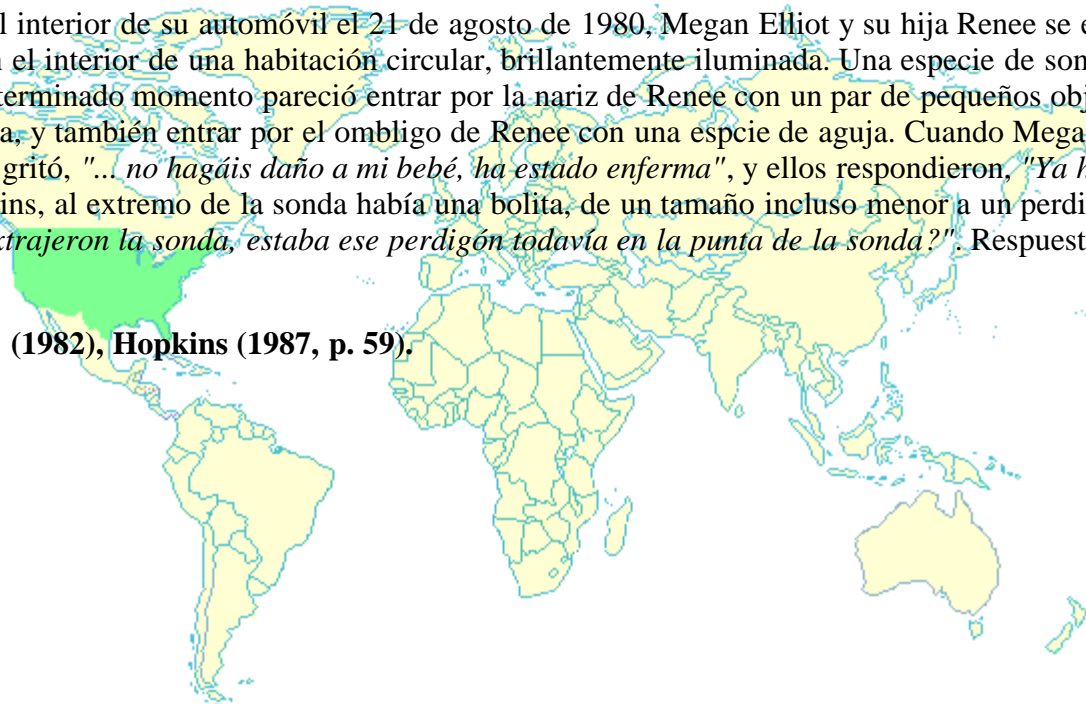 l interior de su automóvil el 21 de agosto de 1980, Megan Elliot y su hija Renee se e
el interior de una habitación circular, brillantemente iluminada. Una especie de son
terminado momento pareció entrar por la nariz de Renee con un par de pequeños obj
a, y también entrar por el ombligo de Renee con una espcie de aguja. Cuando Mega
gritó, "... no hagáis daño a mi bebé, ha estado enferma", y ellos respondieron, "Ya h
ins, al extremo de la sonda había una bolita, de un tamaño incluso menor a un perdi
xtrajeron la sonda, estaba ese perdigón todavía en la punta de la sonda?". Respuest
(1982), Hopkins (1987, p. 59).